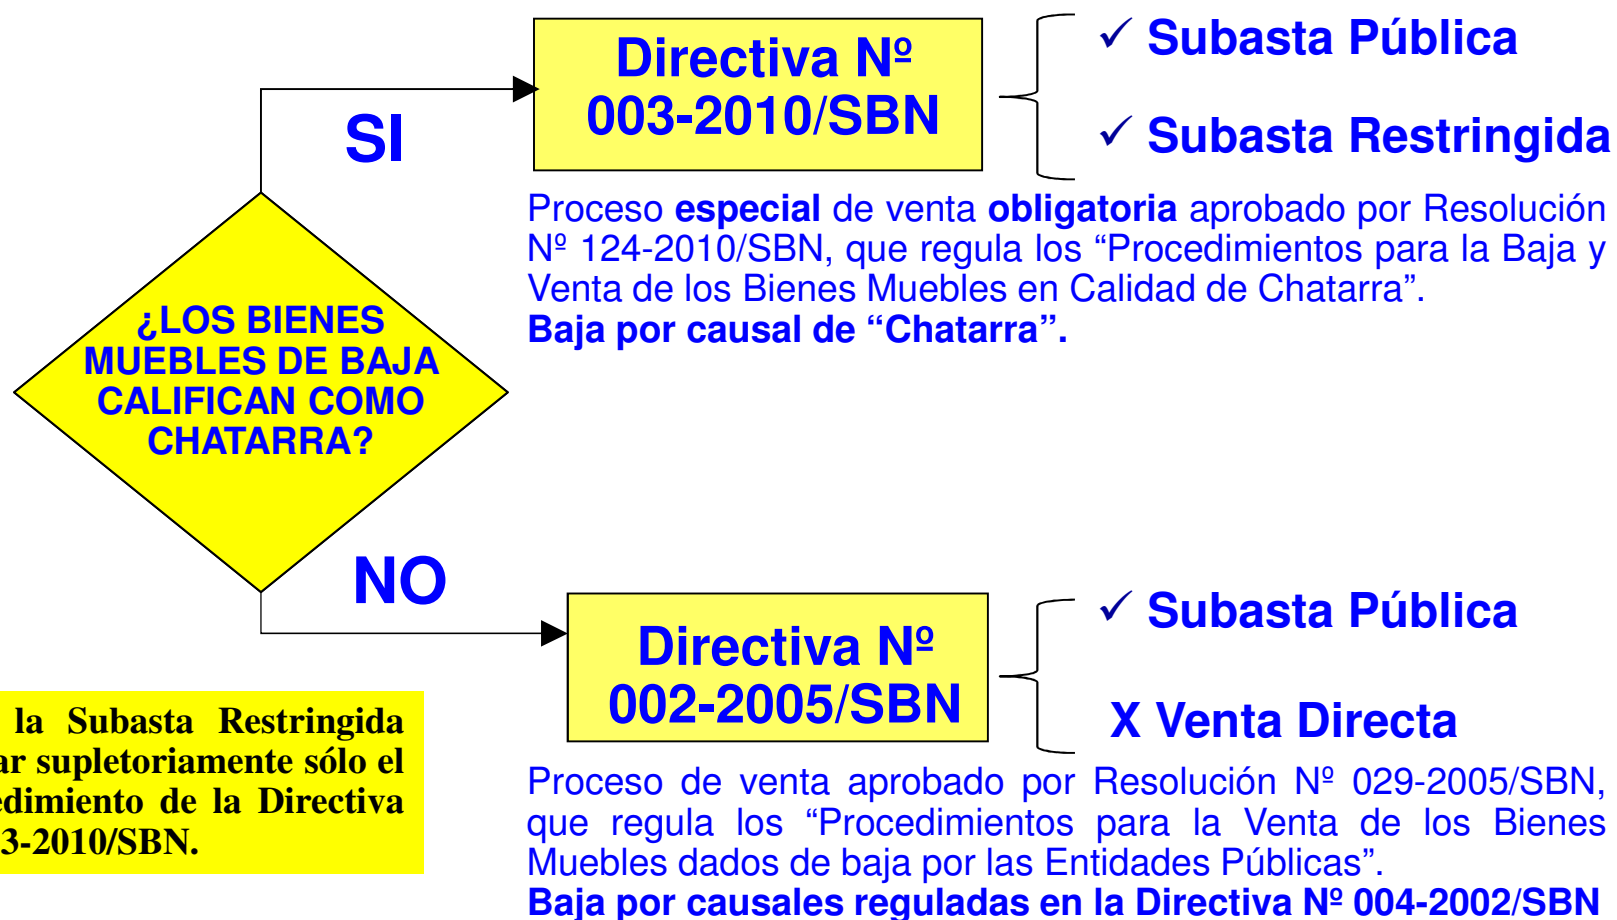 Directiva Nº
003-2010/SBN
✓ Subasta Pública
✓ Subasta Restringida
SI
Proceso especial de venta obligatoria aprobado por Resolución
Nº 124-2010/SBN, que regula los “Procedimientos para la Baja y
Venta de los Bienes Muebles en Calidad de Chatarra”.
Baja por causal de “Chatarra”.
¿LOS BIENES
MUEBLES DE BAJA
CALIFICAN COMO
CHATARRA?
NO
Directiva Nº
002-2005/SBN
✓ Subasta Pública
X Venta Directa
la Subasta Restringida
supletoriamente sólo el
de la Directiva
3-2010/SBN.
Proceso de venta aprobado por Resolución Nº 029-2005/SBN,
que regula los “Procedimientos para la Venta de los Bienes
Muebles dados de baja por las Entidades Públicas”.
Baja por causales reguladas en la Directiva Nº 004-2002/SBN